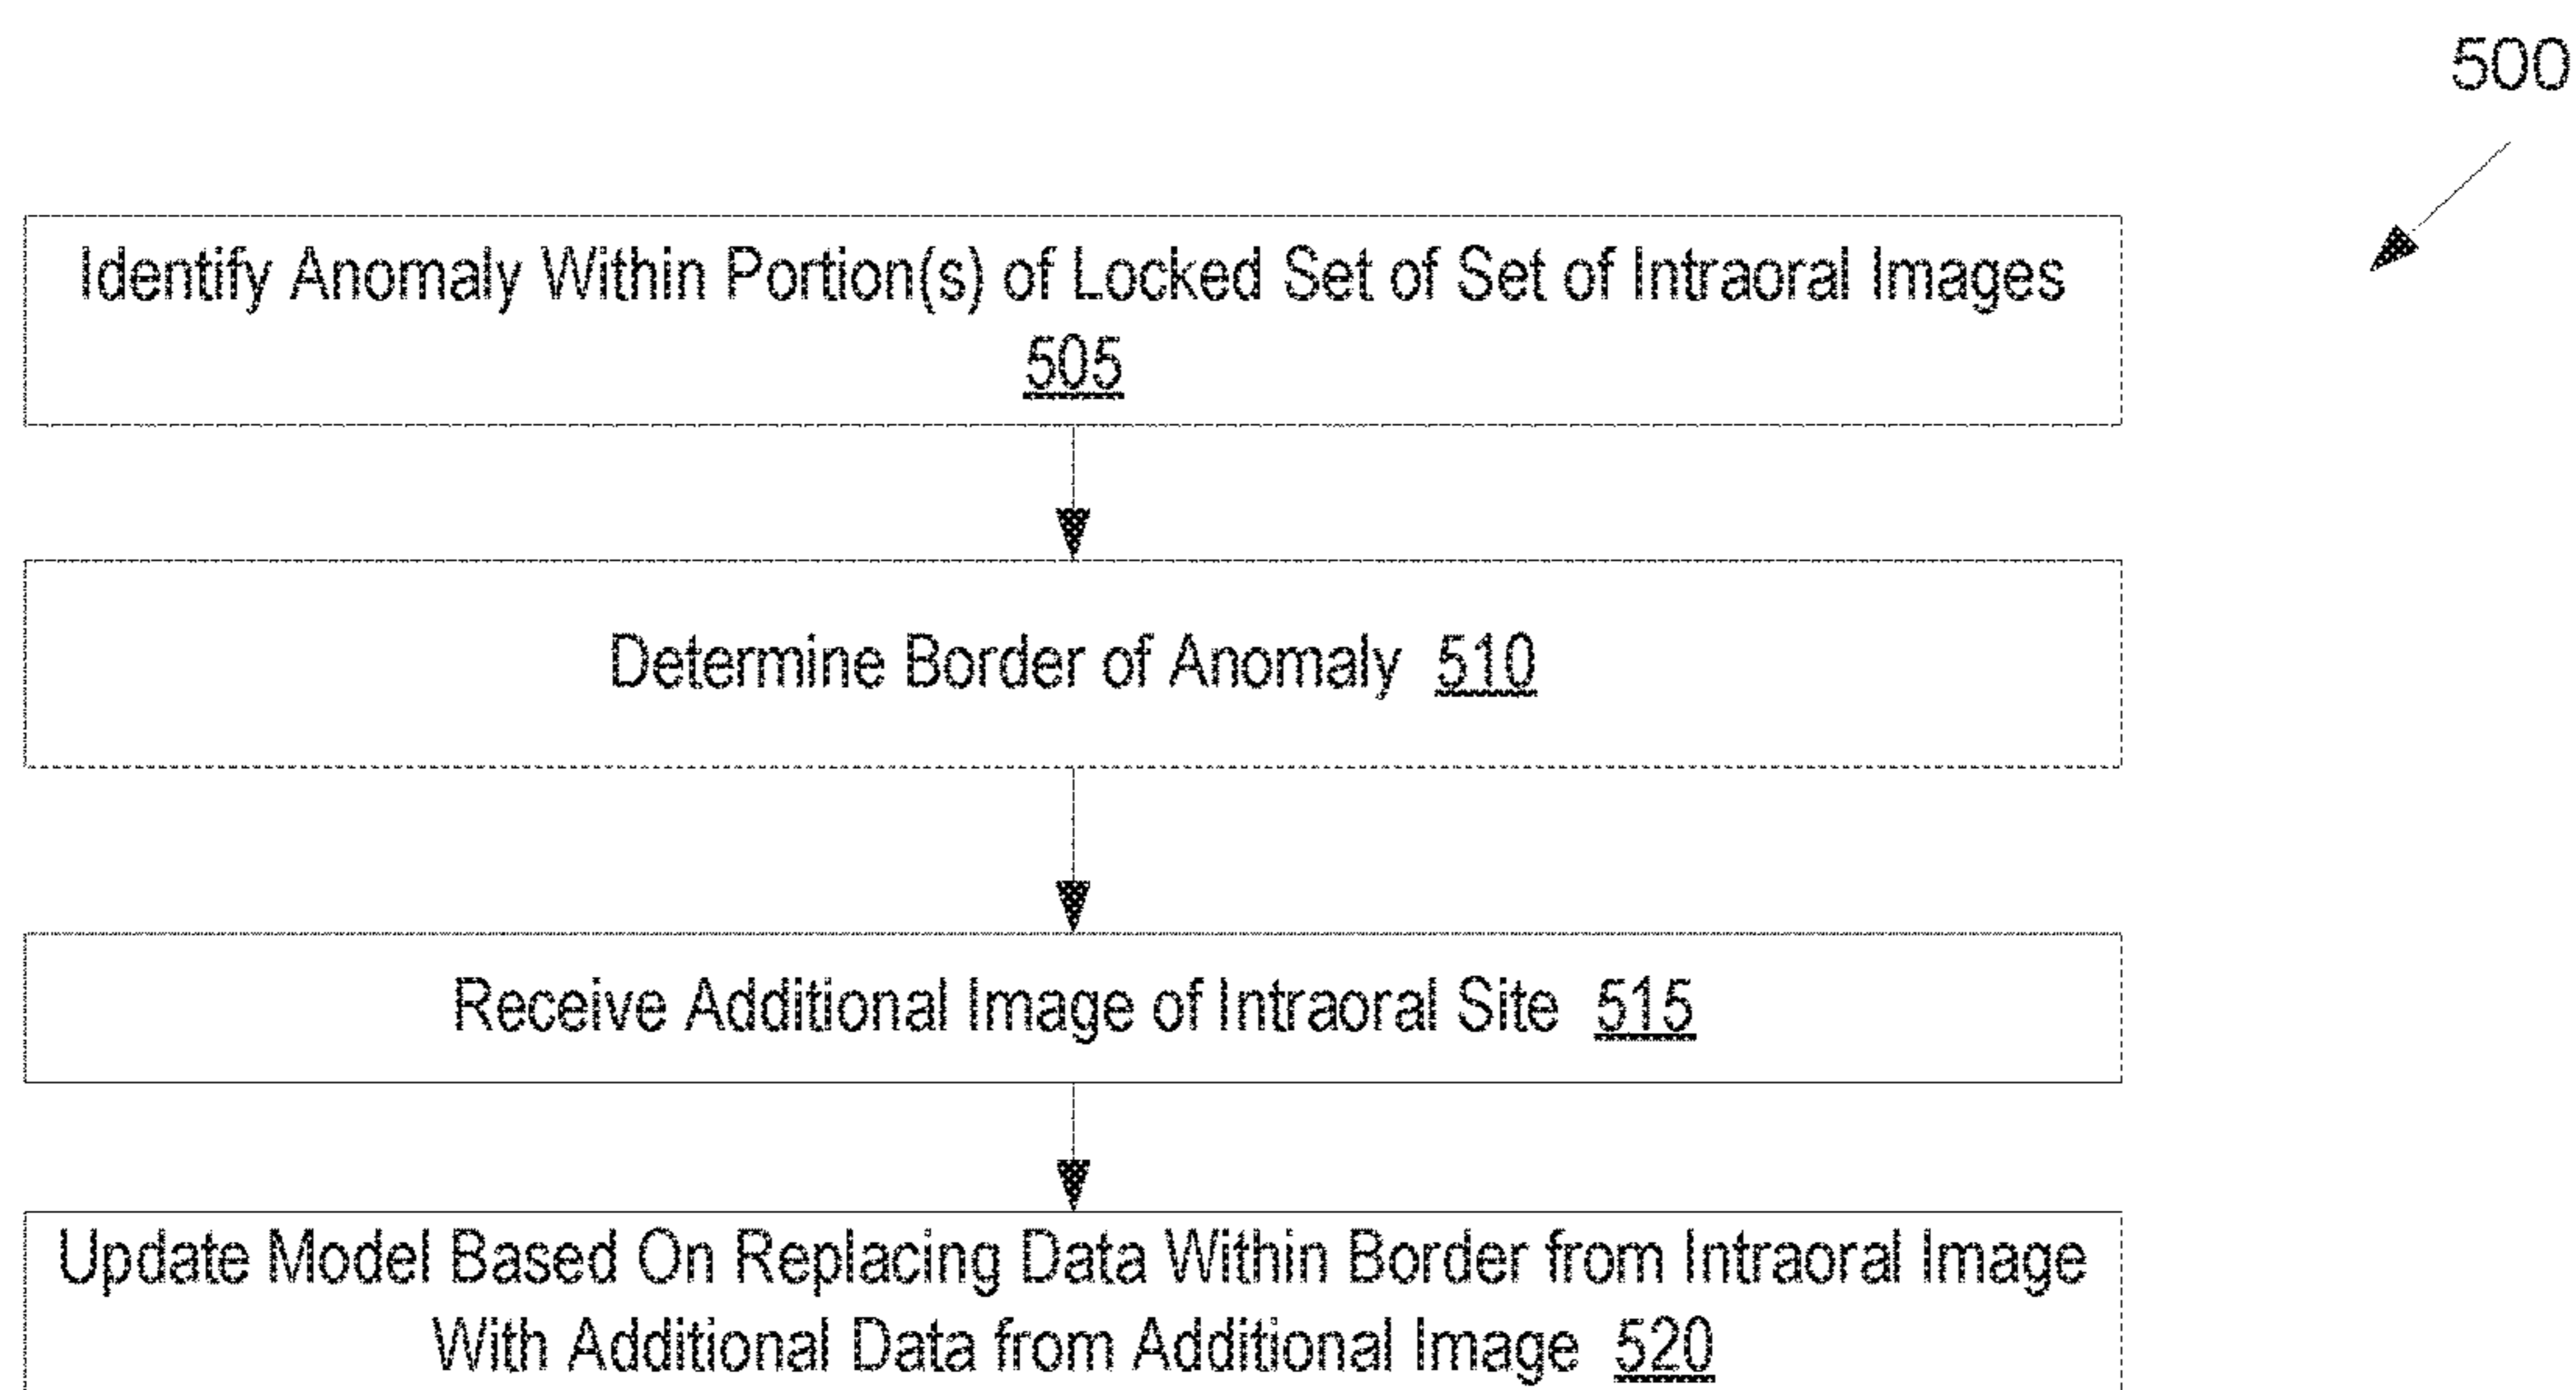 500
Identify Anomaly Within Portion(s) of Locked Set of Set of Intraoral Images
505
Determine Border of Anomaly 510
Receive Additional Image of Intraoral Site 515
Update Model Based On Replacing Data Within Border from Intraoral Image
With Additional Data from Additional Image 520